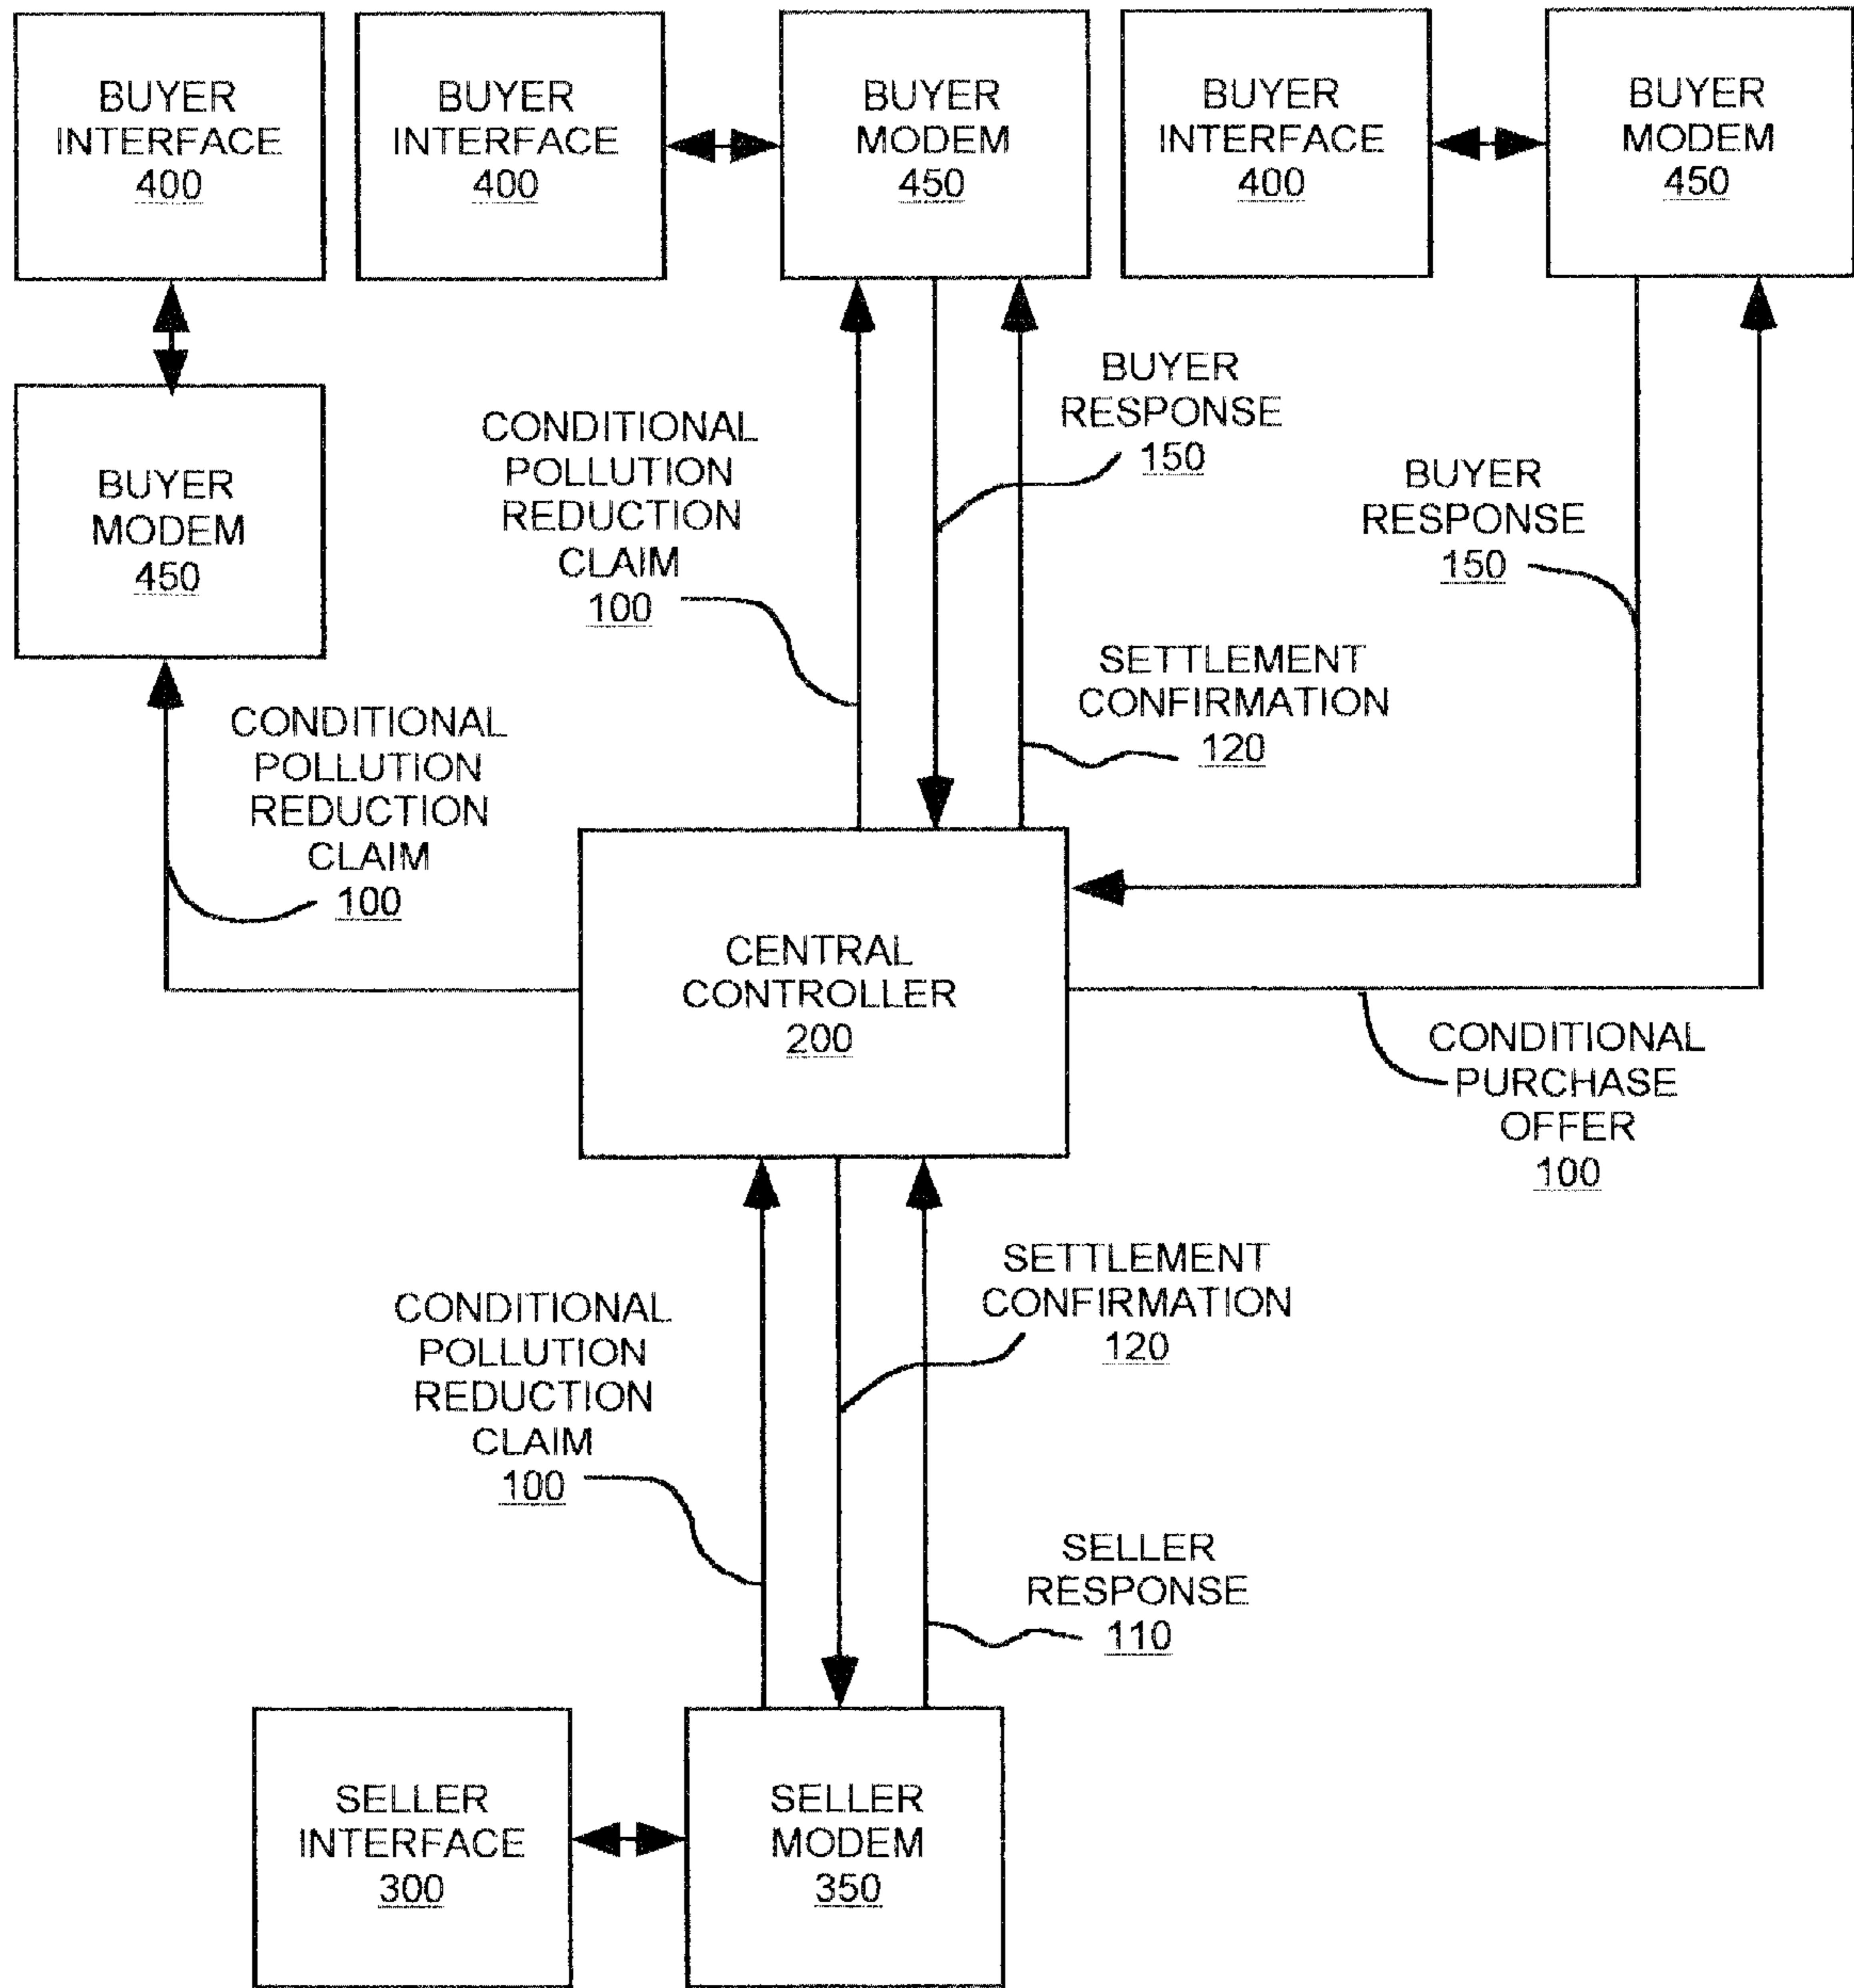 BUYER
INTERFACE
400
BUYER
INTERFACE
400
BUYER
MODEM
450
BUYER
INTERFACE
400
BUYER
MODEM
450
BUYER
MODEM
450
CONDITIONAL
POLLUTION
REDUCTION
CLAIM
100
BUYER
RESPONSE
150
BUYER
RESPONSE
150
SETTLEMENT
CONFIRMATION
120
CONDITIONAL
POLLUTION
REDUCTION
CLAIM
100
CENTRAL
CONTROLLER
200
CONDITIONAL
PURCHASE
OFFER
100
CONDITIONAL
POLLUTION
REDUCTION
CLAIM
100
SETTLEMENT
CONFIRMATION
120
SELLER
RESPONSE
110
SELLER
INTERFACE
300
SELLER
MODEM
350